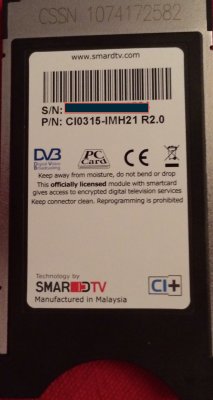 CSSN 1074172582
www.smardtv.com
S/N:
P/N: CI0315-IMH21 R2.0
DVB
Digital Video
Broadcasting
PC
Card
Keep away from moisture, do not bend or drop
This officially licensed module with smartcard
gives access to encrypted digital television services
Keep connector clean. Reprogramming is prohibited
Technology by
SMARDTV
CI+
Manufactured in Malaysia